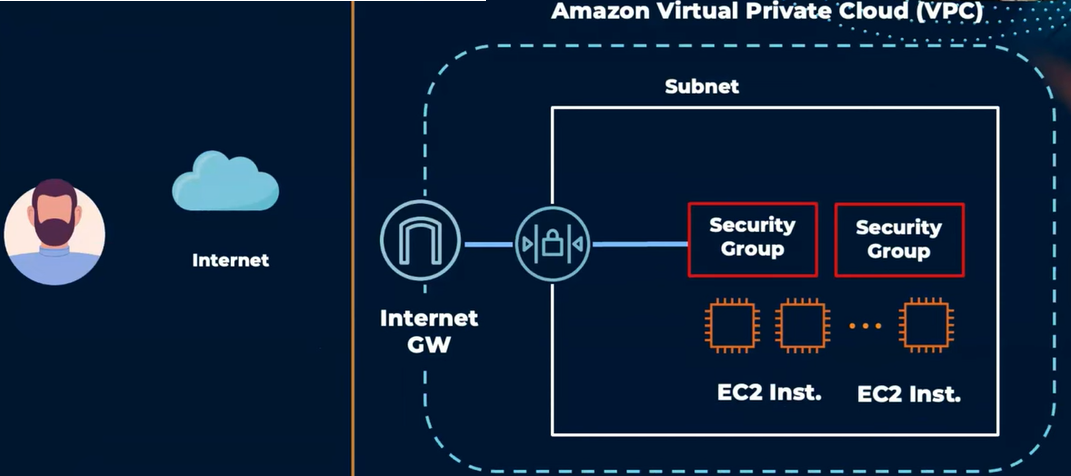 Amazon Virtual Private Cloud (VPC)
Subnet
Security
Group
Security
Group
Internet
Internet
GW
EC2 Inst.
EC2 Inst.